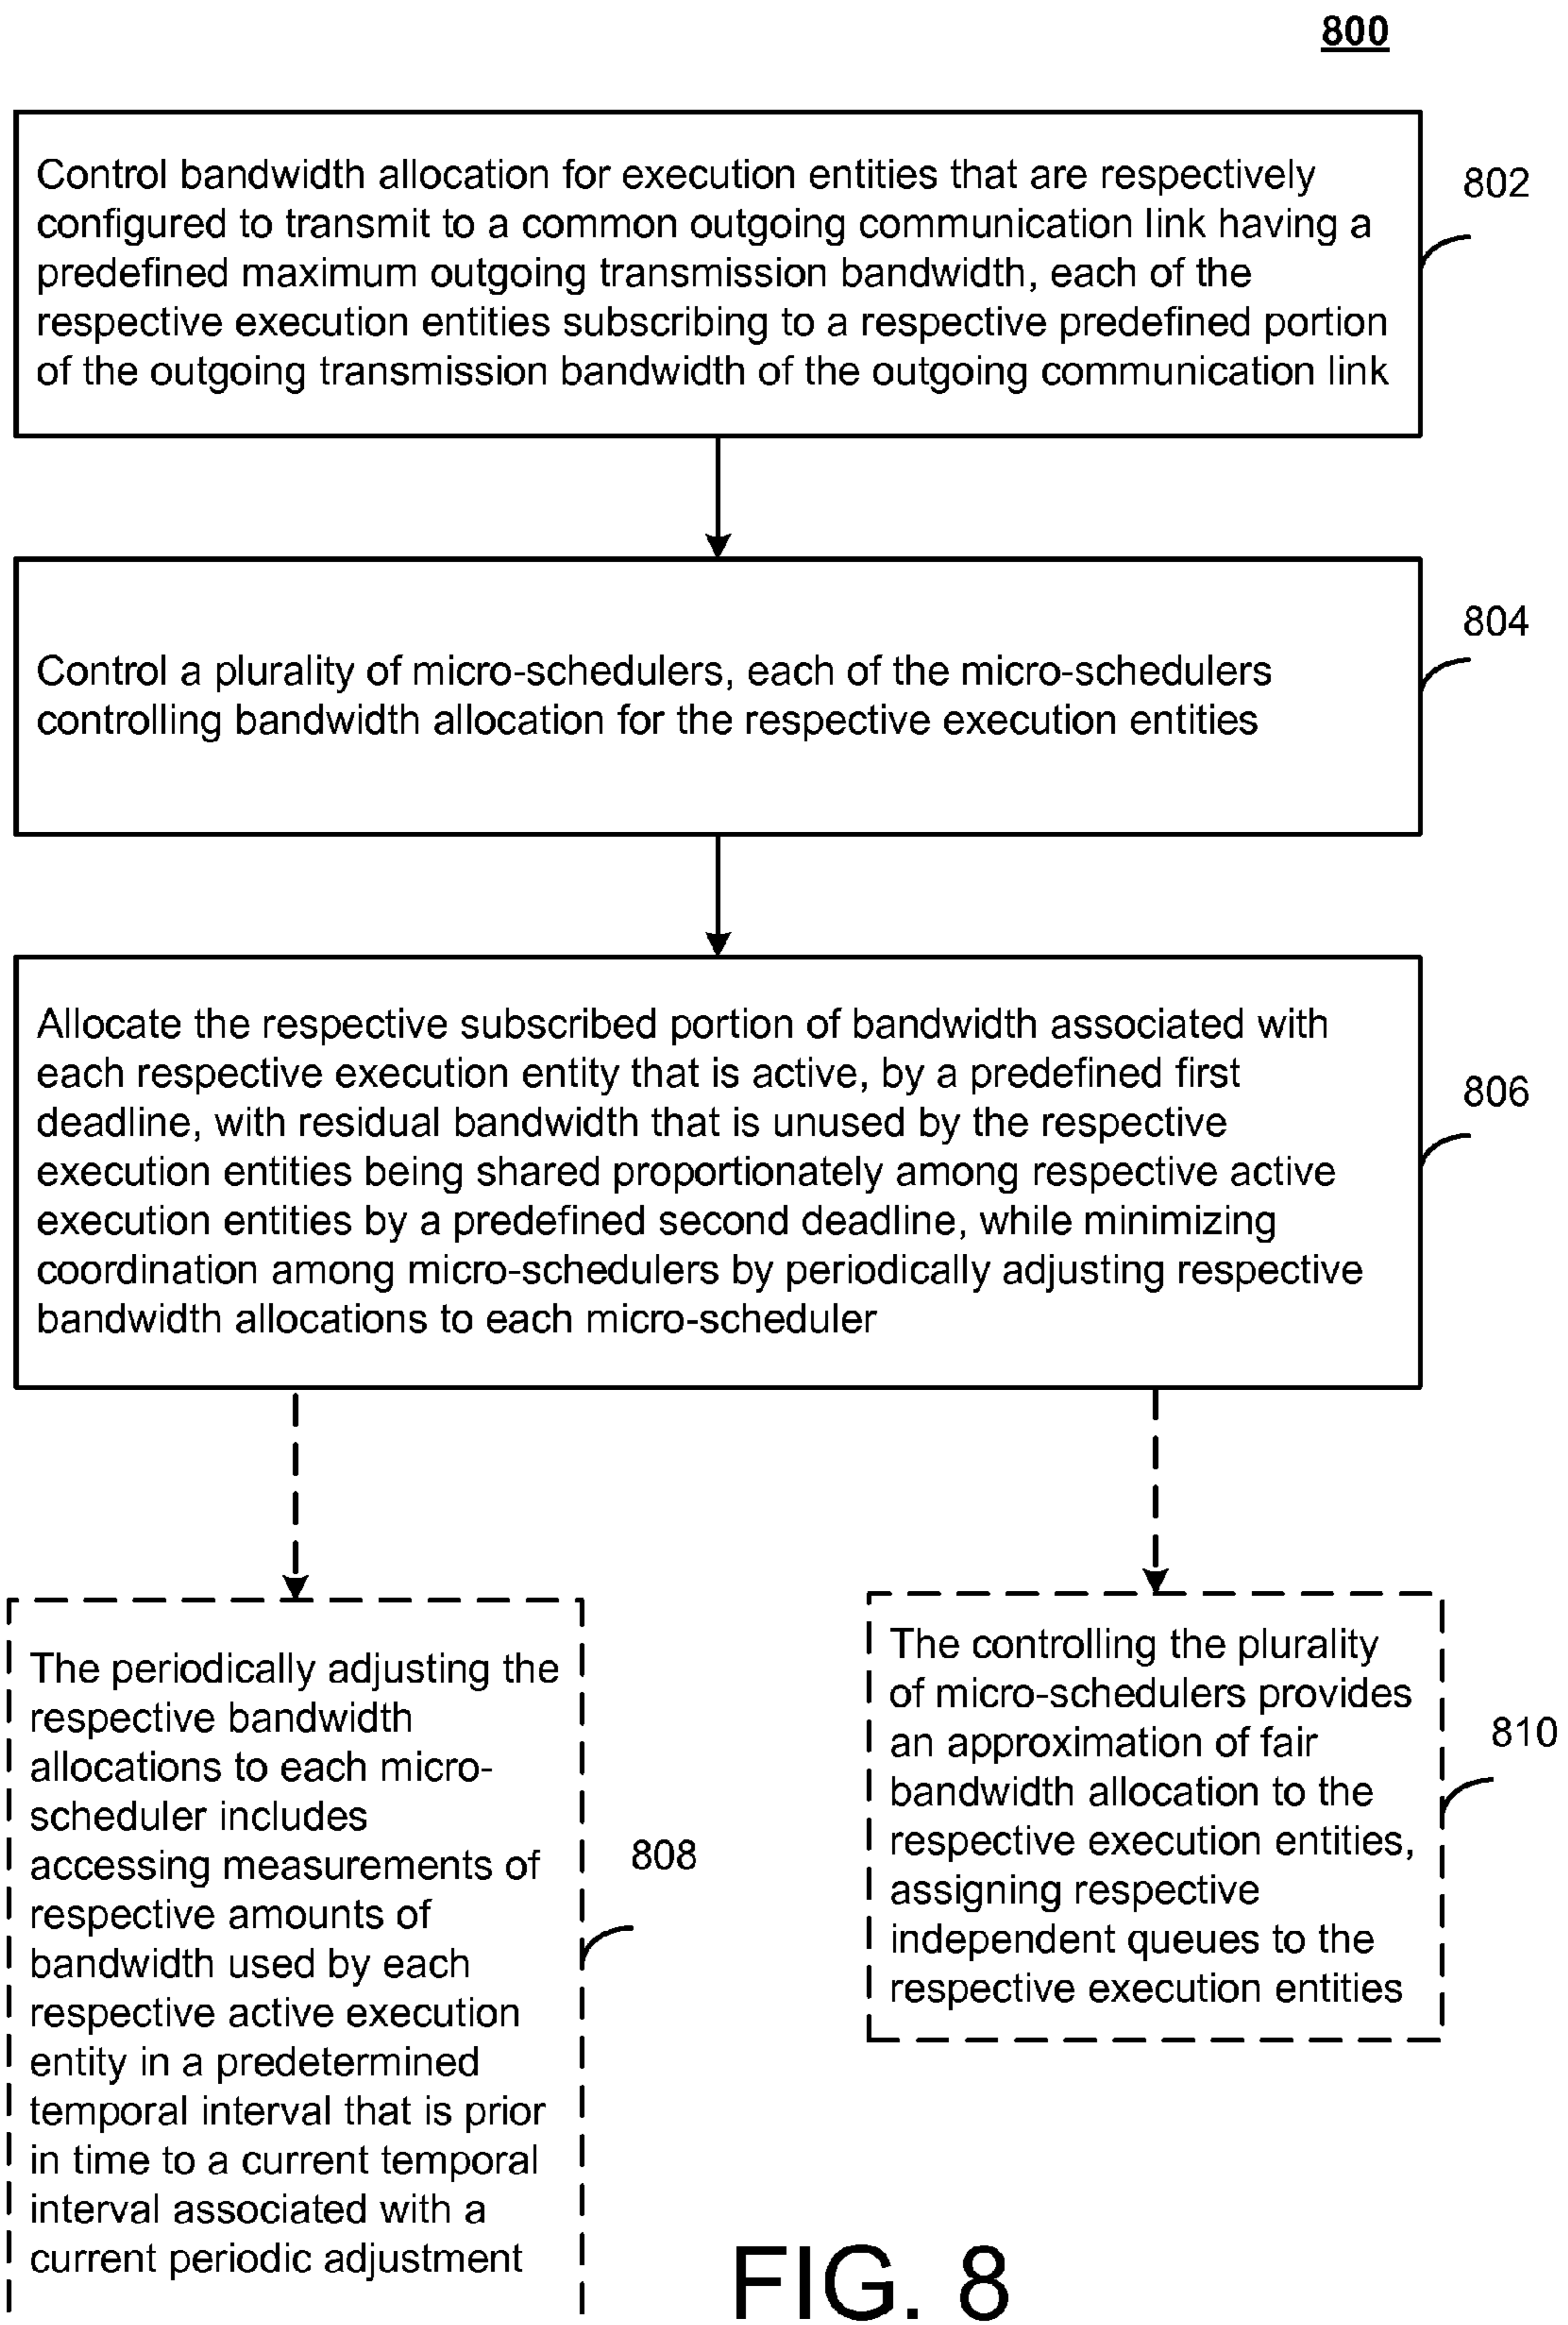 800
Control bandwidth allocation for execution entities that are respectively
configured to transmit to a common outgoing communication link having a
predefined maximum outgoing transmission bandwidth, each of the
respective execution entities subscribing to a respective predefined portion
of the outgoing transmission bandwidth of the outgoing communication link
802
Control a plurality of micro-schedulers, each of the micro-schedulers
controlling bandwidth allocation for the respective execution entities
804
Allocate the respective subscribed portion of bandwidth associated with
each respective execution entity that is active, by a predefined first
deadline, with residual bandwidth that is unused by the respective
execution entities being shared proportionately among respective active
execution entities by a predefined second deadline, while minimizing
coordination among micro-schedulers by periodically adjusting respective
bandwidth allocations to each micro-scheduler
806
The periodically adjusting the
respective bandwidth
allocations to each micro-
scheduler includes
accessing measurements of
respective amounts of
bandwidth used by each
respective active execution
entity in a predetermined
temporal interval that is prior
in time to a current temporal
interval associated with a
current periodic adjustment
808
The controlling the plurality
of micro-schedulers provides
an approximation of fair
bandwidth allocation to the
respective execution entities,
assigning respective
independent queues to the
respective execution entities
810
FIG. 8